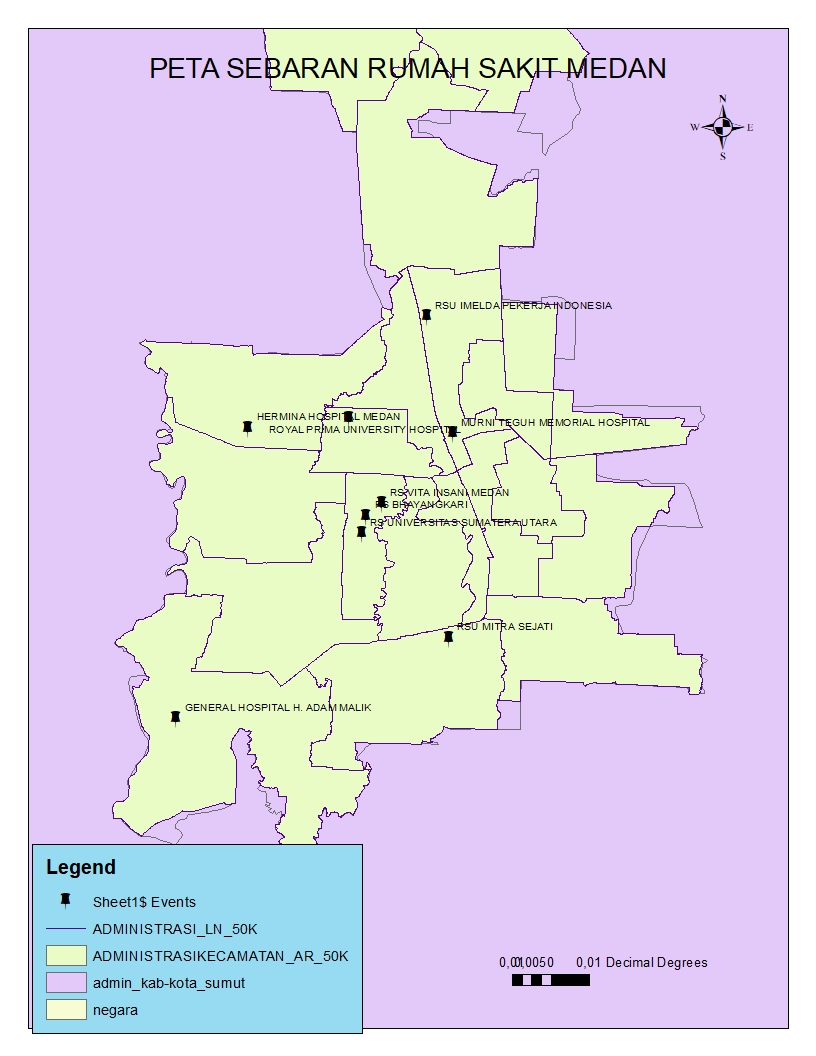 PETA SEBARAN RUMAH SAKIT MEDAN
N
W
E
S
RSU IMELDA PEKERJA INDONESIA
HERMINA HOSPITAL MEDAN
ROYAL PRIMA UNIVERSITY HOSPITAL
MURNI TEGUH MEMORIAL HOSPITAL
RS VITA INSANI MEDAN
RS BHAYANGKARI
RS UNIVERSITAS SUMATERA UTARA
RSU MITRA SEJATI
GENERAL HOSPITAL H. ADAM MALIK
Legend
Sheet1$ Events
ADMINISTRASI_LN_50K
ADMINISTRASIKECAMATAN_AR_50K
admin_kab-kota_sumut
negara
0,01 Decimal Degrees